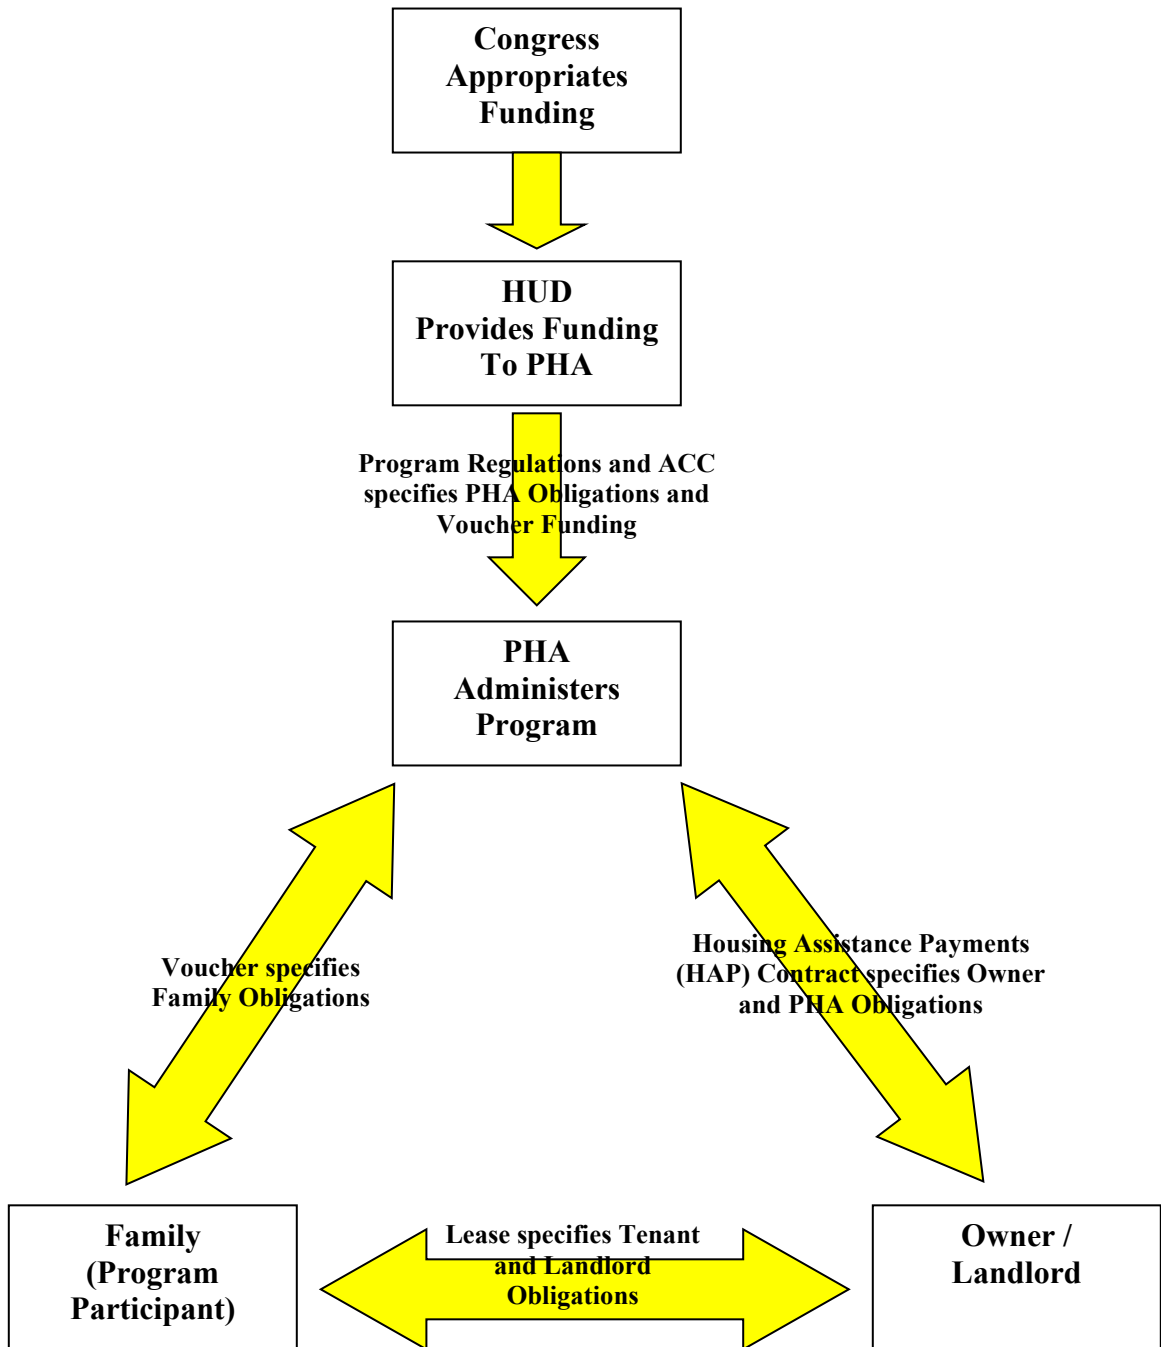 Congress
Appropriates
Funding
HUD
Provides Funding
To PHA
Program Regulations and ACC
specifies PHA Obligations and
Voucher Funding
PHA
Administers
Program
Voucher specifies
Family Obligations
Housing Assistance Payments
(HAP) Contract specifies Owner
and PHA Obligations
Family
(Program
Participant)
Lease specifies Tenant
and Landlord
Obligations
Owner /
Landlord